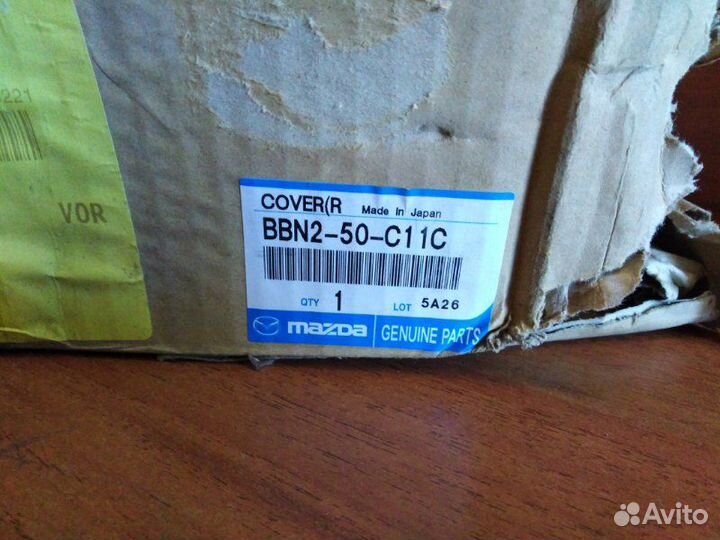 221
VOR
COVER(R Made In Japan
BBN2-50-C11C
QTY 1 LOT 5A26
mazda GENUINE PARTS
Avito